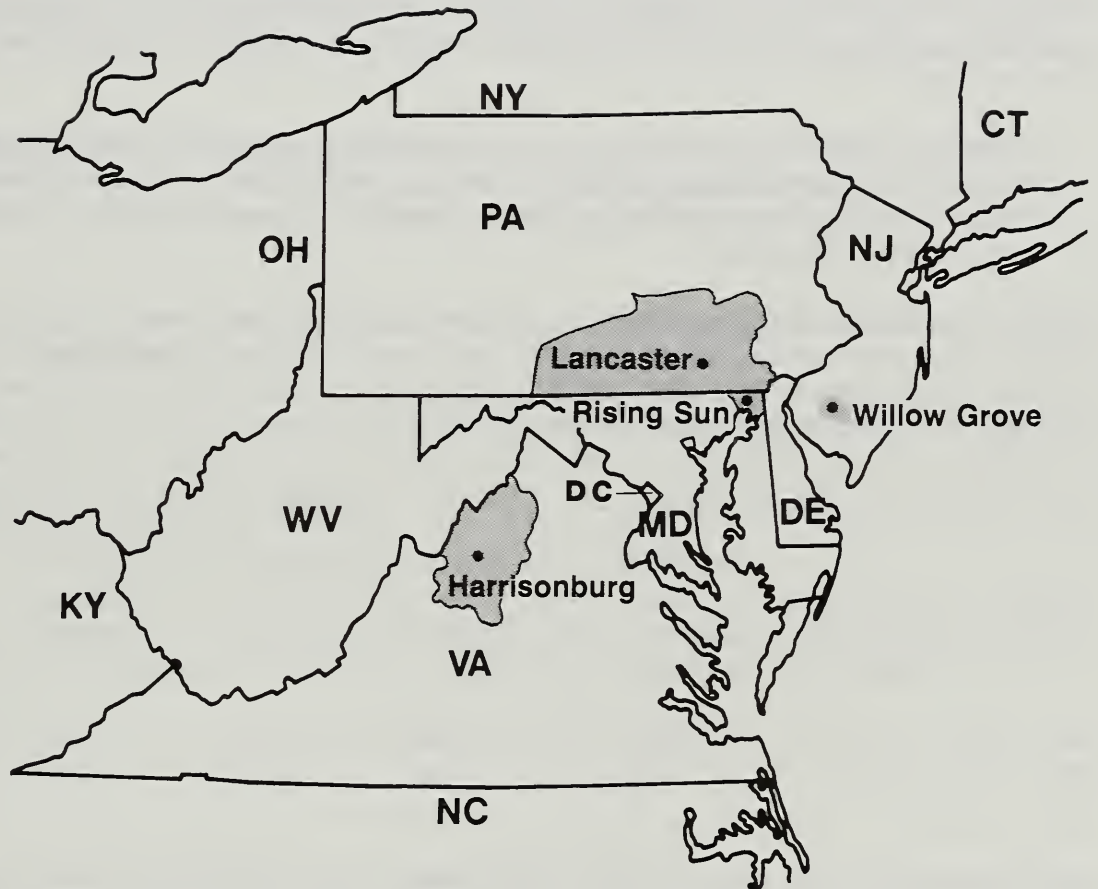 NY
CT
PA
OH
NJ
Lancaster
Rising Sun
Willow Grove
DC
WV
MD
DE
Harrisonburg
KY
VA
NC